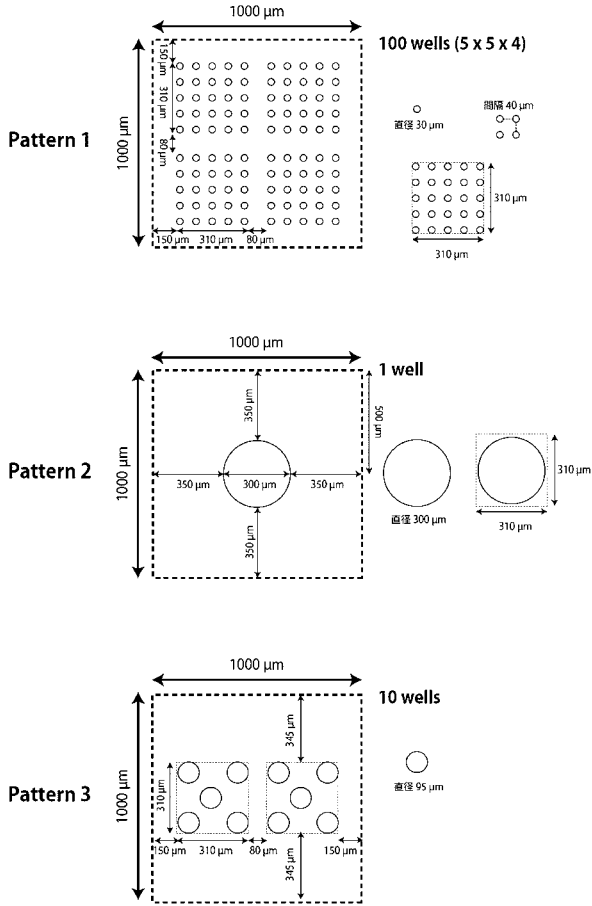 1000 µm
100 wells (5 x 5 x 4)
Pattern 1
1000 µm
150 µm
310 µm
80 µm
150 µm
310 µm
80 µm
直径 30 µm
間隔 40 µm
310 µm
310 µm
1000 µm
1 well
Pattern 2
1000 µm
350 µm
500 µm
350 µm
300 µm
350 µm
350 µm
直径 300 µm
310 µm
310 µm
1000 µm
10 wells
Pattern 3
1000 µm
345 µm
310 µm
150 µm
310 µm
80 µm
150 µm
345 µm
直径 95 µm